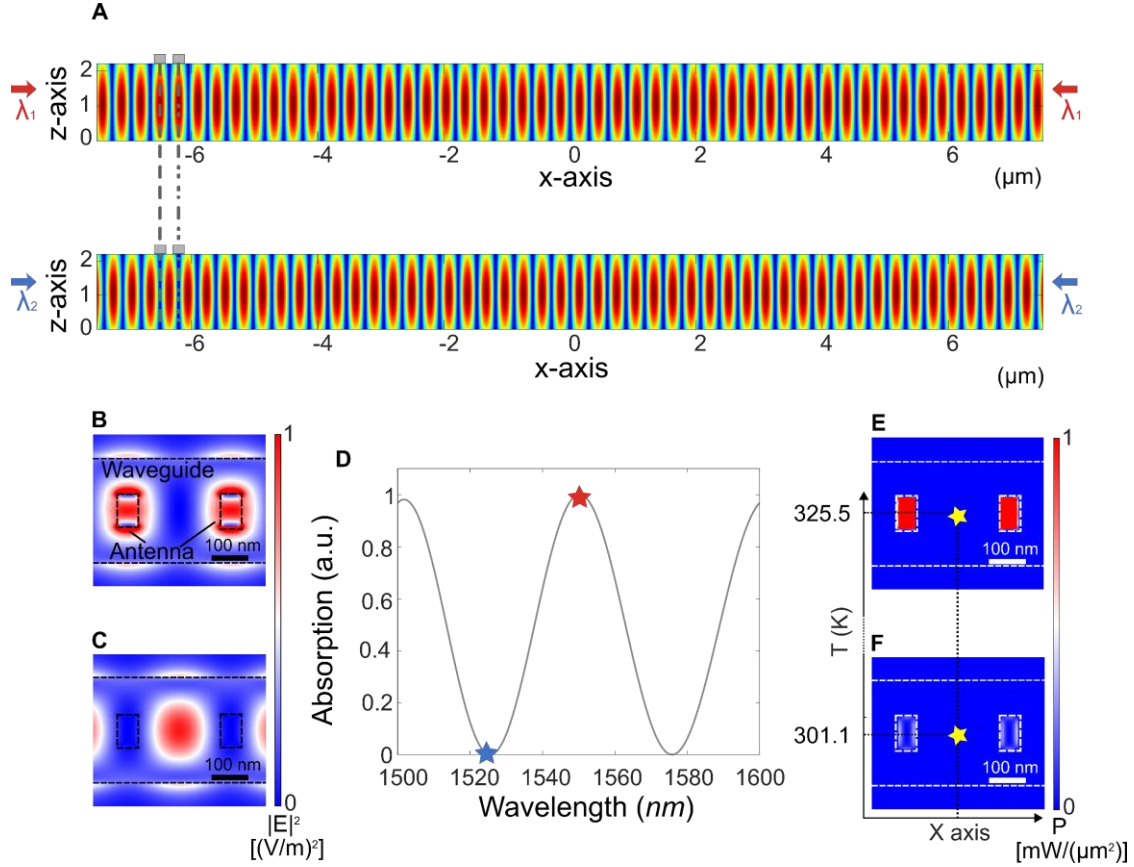 A
z-axis
2
1
0
λ₁
λ₁
-6 -4 -2 0 2 4 6
x-axis
(µm)
z-axis
2
1
0
λ₂
λ₂
-6 -4 -2 0 2 4 6
x-axis
(µm)
B
Waveguide
Antenna
100 nm
1
C
100 nm
0
|E|²
[(V/m)²]
D
Absorption (a.u.)
1
0.8
0.6
0.4
0.2
0
1500 1520 1540 1560 1580 1600
Wavelength (nm)
E
1
325.5
100 nm
T (K)
F
301.1
100 nm
0
X axis
P
[mW/(µm²)]